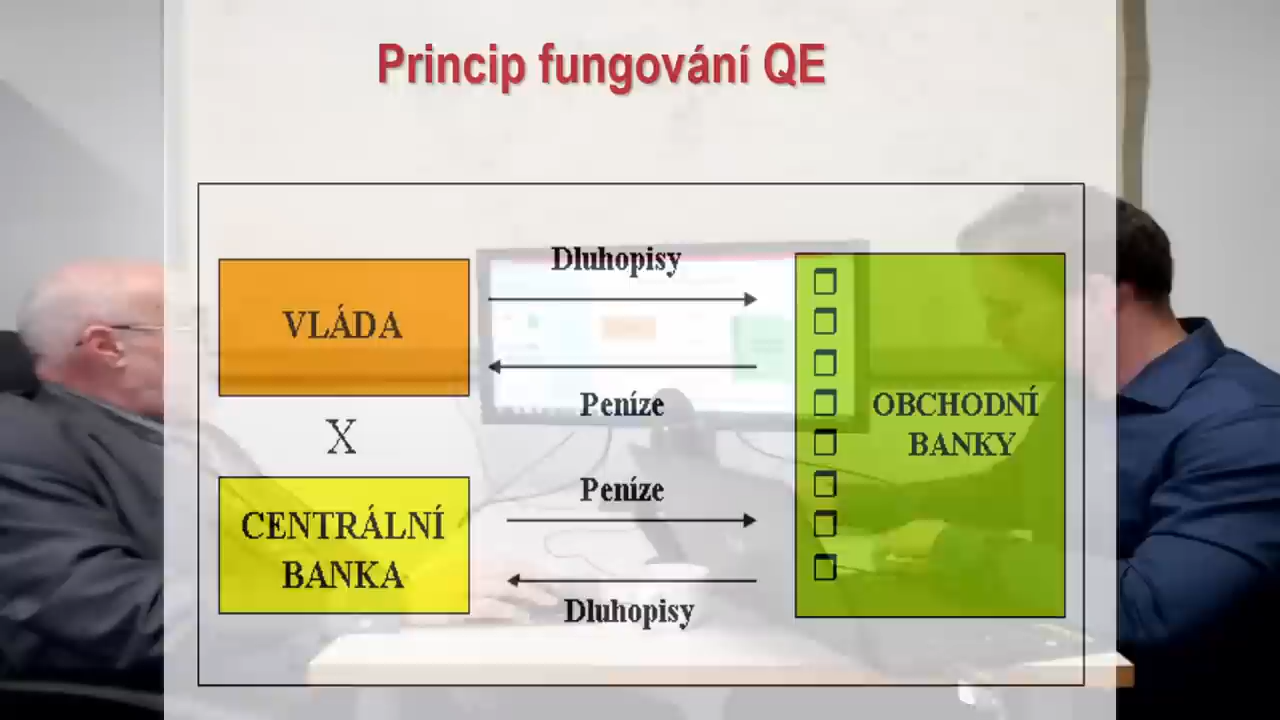 Princip fungování QE
Dluhopisy
VLÁDA
Peníze
X
OBCHODNÍ
BANKY
Peníze
CENTRÁLNÍ
BANKA
Dluhopisy